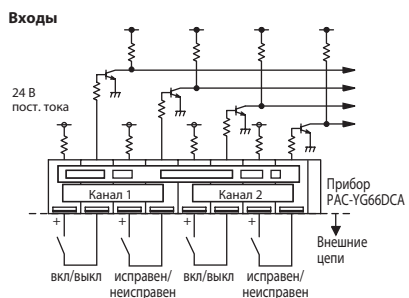 Входы
24 В
пост. тока
Канал 1
Канал 2
Прибор
PAC-YG66DCA
+
+
+
+
Внешние
цепи
вкл/выкл
исправен/
неисправен
вкл/выкл
исправен/
неисправен